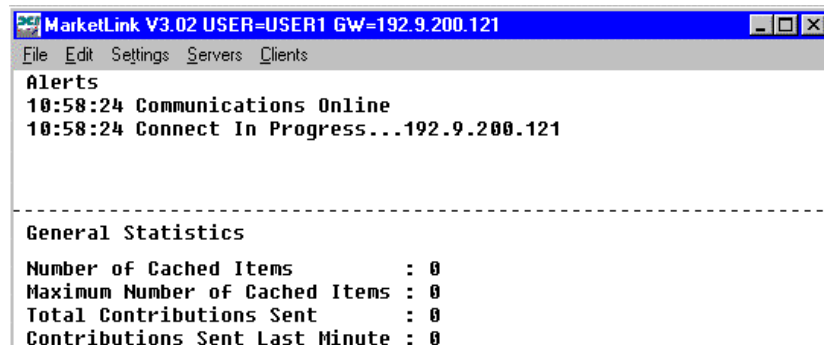 MarketLink V3.02 USER=USER1 GW=192.9.200.121
File Edit Settings Servers Clients
Alerts
10:58:24 Communications Online
10:58:24 Connect In Progress...192.9.200.121
General Statistics
Number of Cached Items : 0
Maximum Number of Cached Items : 0
Total Contributions Sent : 0
Contributions Sent Last Minute : 0